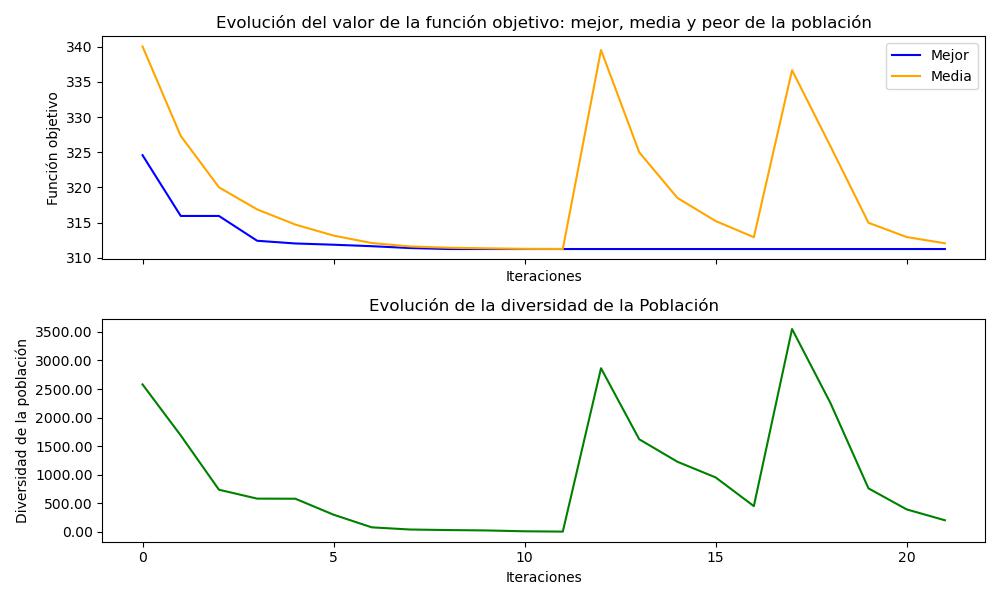 Evolución del valor de la función objetivo: mejor, media y peor de la población
340
335
330
325
320
315
310
Función objetivo
Mejor
Media
Iteraciones
Evolución de la diversidad de la Población
3500.00
3000.00
2500.00
2000.00
1500.00
1000.00
500.00
0.00
Diversidad de la población
0 5 10 15 20
Iteraciones